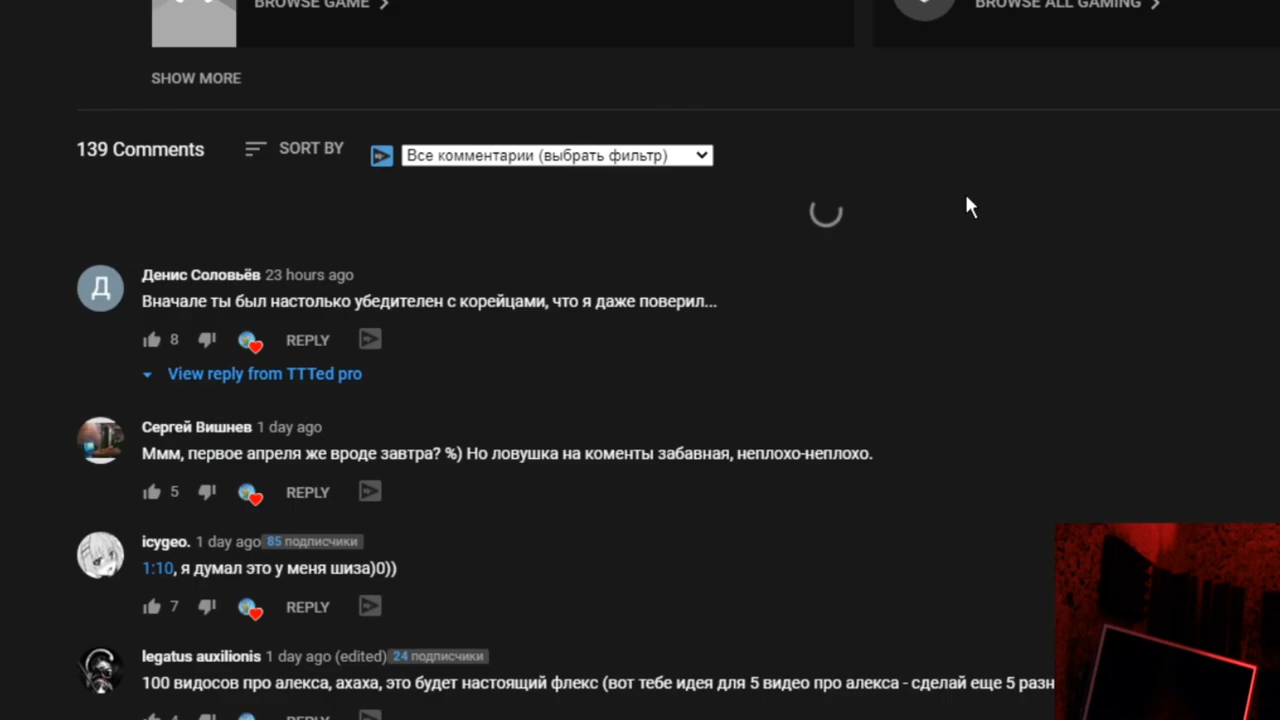 BROWSE GAME
BROWSE ALL GAMING
SHOW MORE
139 Comments SORT BY Все комментарии (выбрать фильтр)
Д
Денис Соловьёв 23 hours ago
Вначале ты был настолько убедителен с корейцами, что я даже поверил...
8 REPLY
View reply from TTTed pro
Сергей Вишнев 1 day ago
Ммм, первое апреля же вроде завтра? %) Но ловушка на коменты забавная, неплохо-неплохо.
5 REPLY
icygeo. 1 day ago 85 подписчики
1:10, я думал это у меня шиза)0))
7 REPLY
legatus auxilionis 1 day ago (edited) 24 подписчики
100 видосов про алекса, ахаха, это будет настоящий флекс (вот тебе идея для 5 видео про алекса - сделай еще 5 разн
4 REPLY